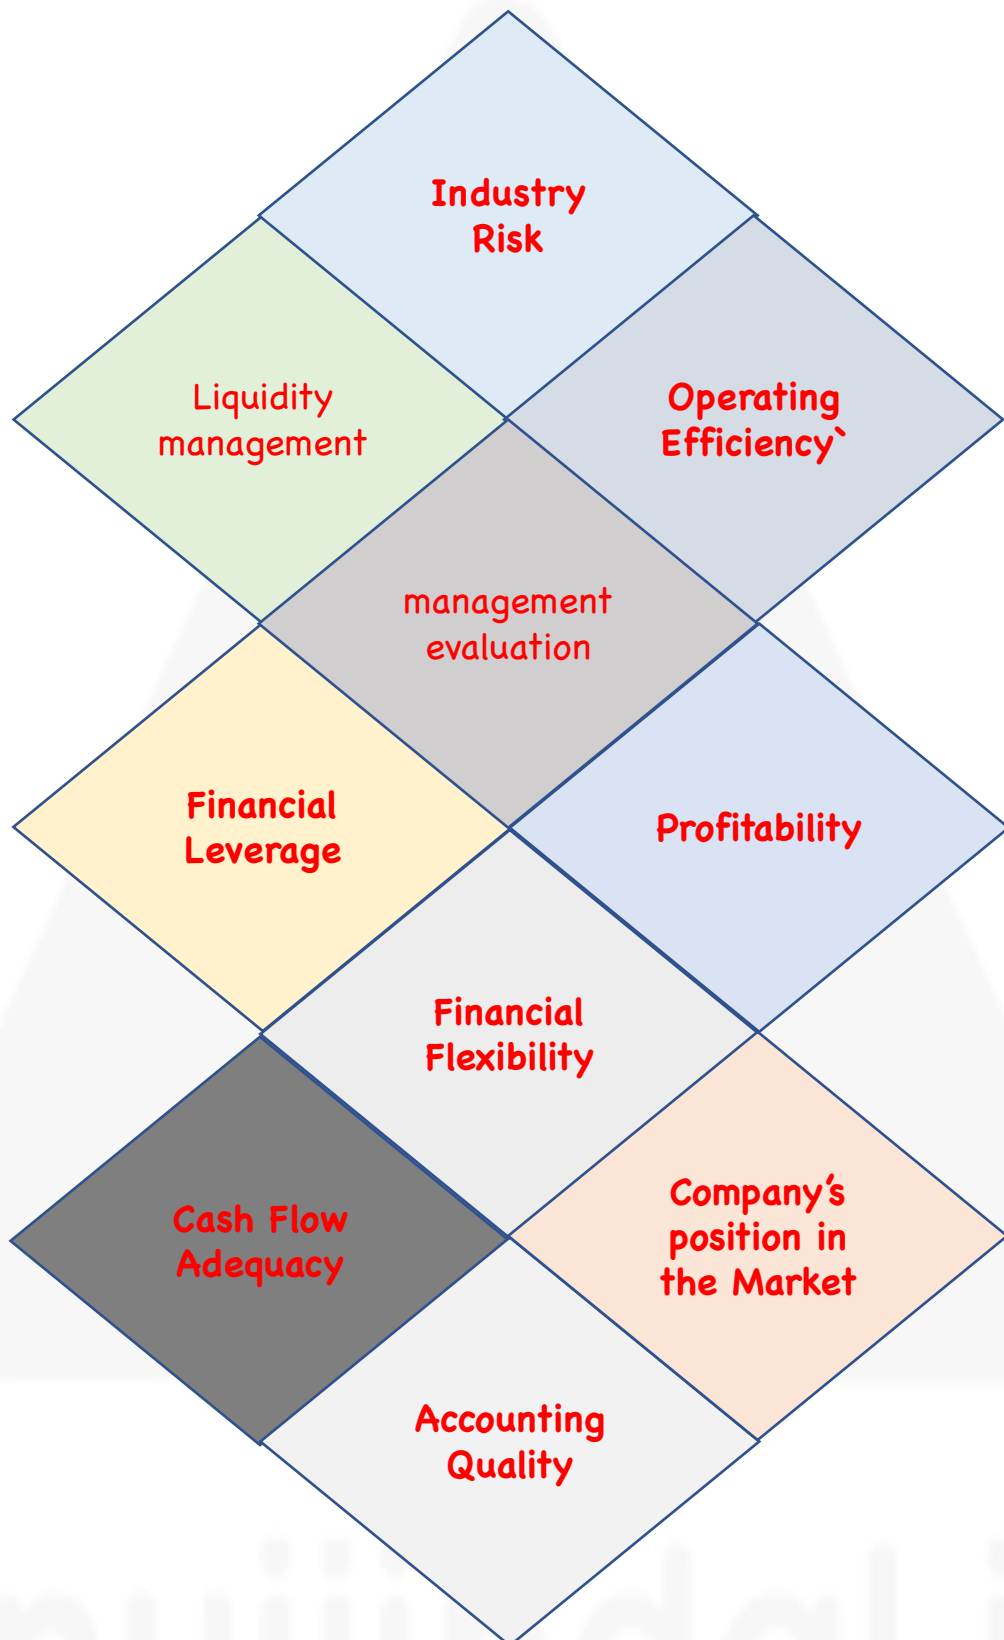 Industry
Risk
Liquidity
management
Operating
Efficiency`
management
evaluation
Financial
Leverage
Profitability
Financial
Flexibility
Cash Flow
Adequacy
Company’s
position in
the Market
Accounting
Quality